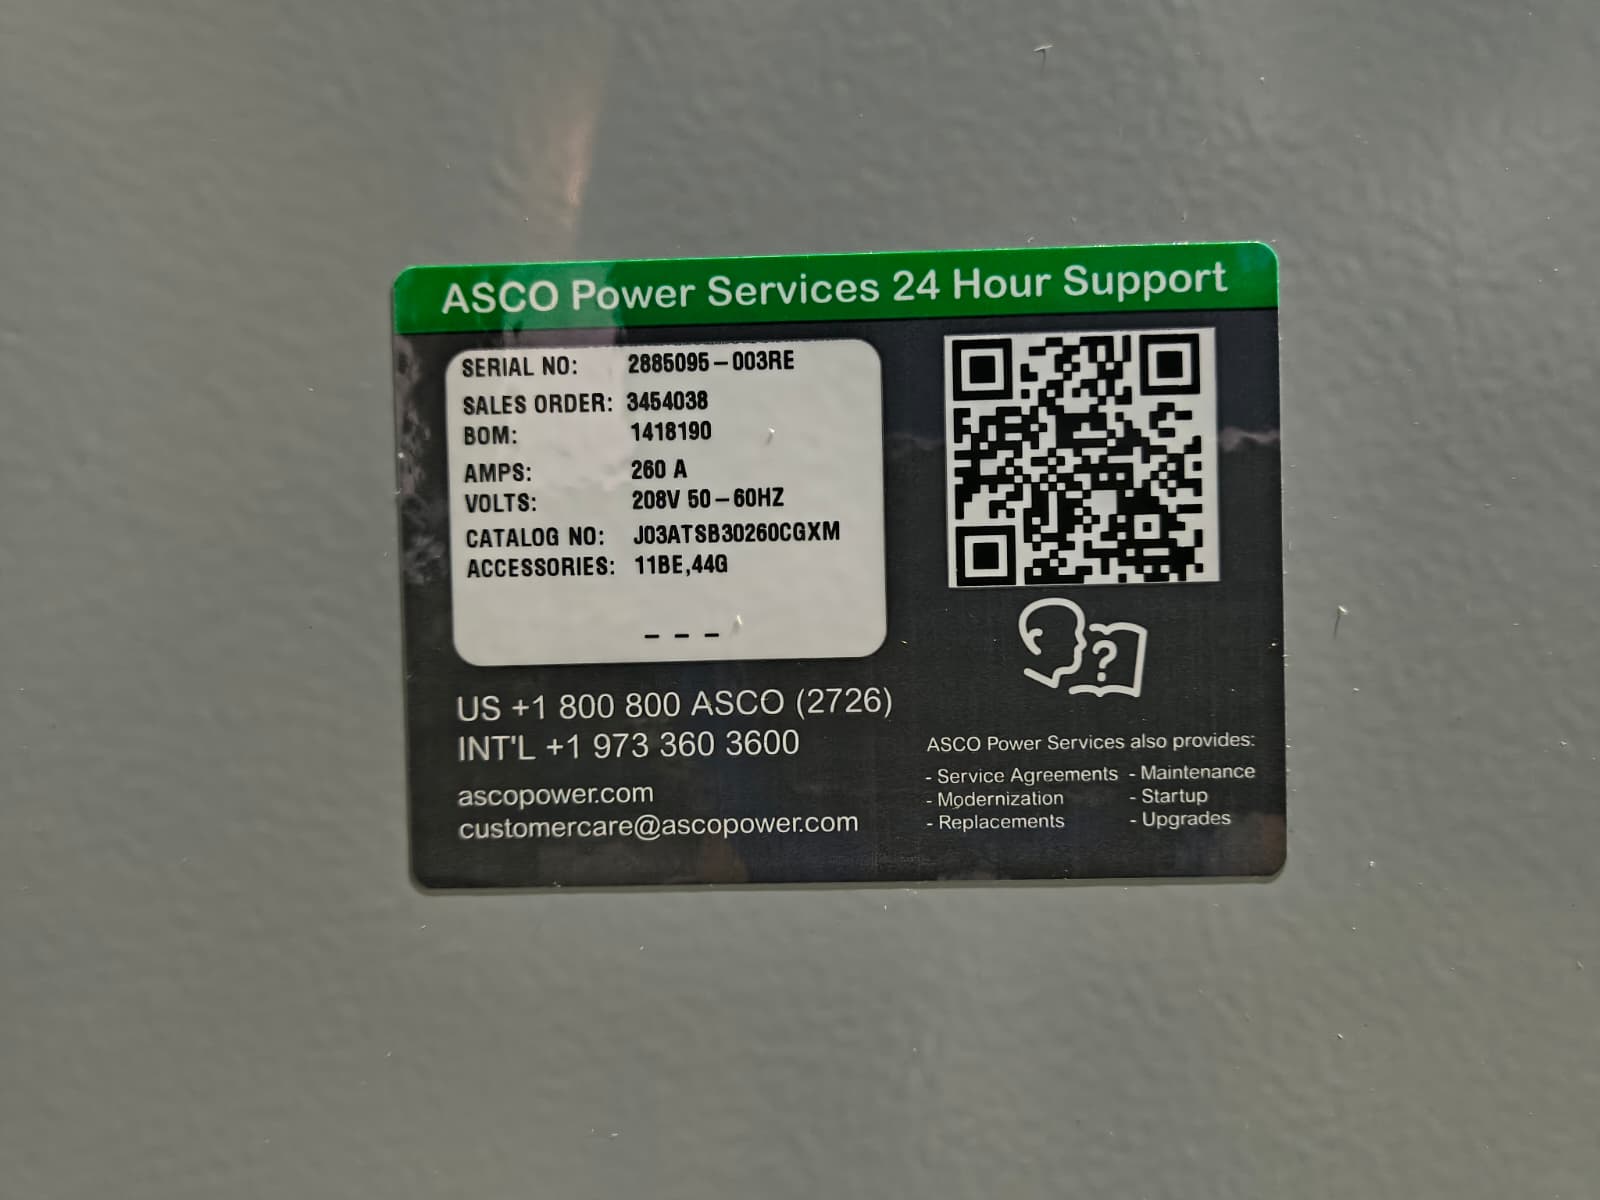 ASCO Power Services 24 Hour Support
SERIAL NO: 2885095-003RE
SALES ORDER: 3454038
BOM: 1418190
AMPS: 260 A
VOLTS: 208V 50-60HZ
CATALOG NO: J03ATSB30260CGXM
ACCESSORIES: 11BE,44G
- - -
US +1 800 800 ASCO (2726)
INT'L +1 973 360 3600
ascopower.com
customercare@ascopower.com
?
ASCO Power Services also provides:
- Service Agreements - Maintenance
- Modernization - Startup
- Replacements - Upgrades